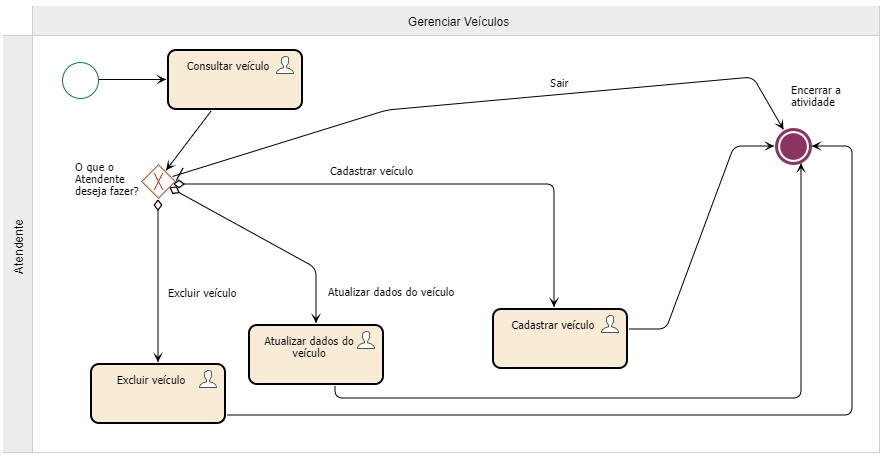 Gerenciar Veículos
Atendente
Consultar veículo
Sair
Encerrar a
atividade
O que o
Atendente
deseja fazer?
Cadastrar veículo
Excluir veículo
Atualizar dados do veículo
Cadastrar veículo
Atualizar dados do
veículo
Excluir veículo